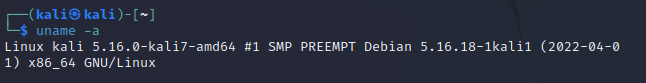 ┌──(kali㉿kali)-[~]
└─$ uname -a
Linux kali 5.16.0-kali7-amd64 #1 SMP PREEMPT Debian 5.16.18-1kali1 (2022-04-0
1) x86_64 GNU/Linux